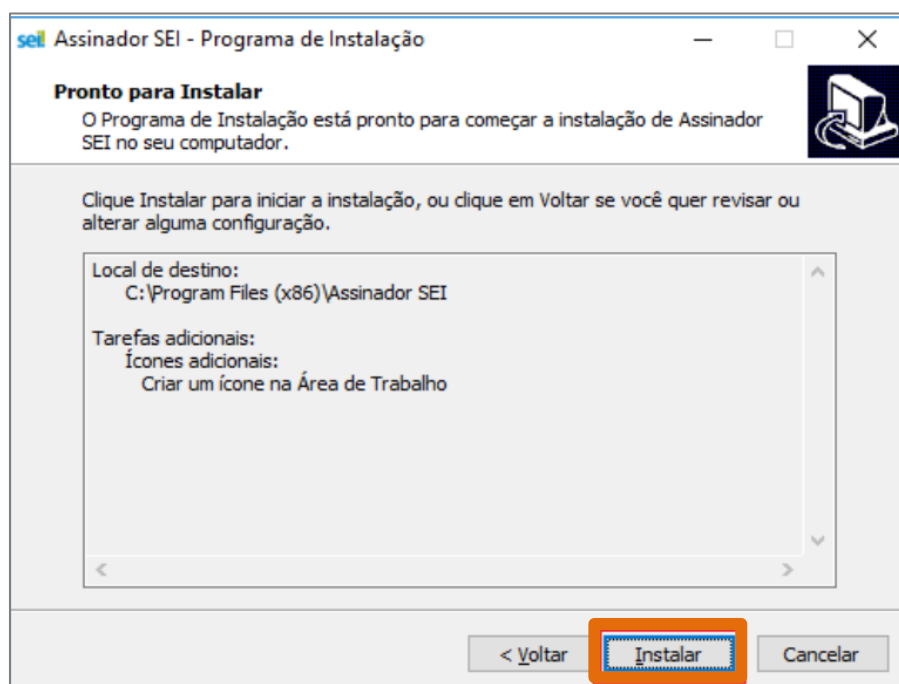 sei! Assinador SEI - Programa de Instalação
Pronto para Instalar
O Programa de Instalação está pronto para começar a instalação de Assinador
SEI no seu computador.
Clique Instalar para iniciar a instalação, ou clique em Voltar se você quer revisar ou
alterar alguma configuração.
Local de destino:
C:\Program Files (x86)\Assinador SEI
Tarefas adicionais:
Ícones adicionais:
Criar um ícone na Área de Trabalho
< Voltar
Instalar
Cancelar